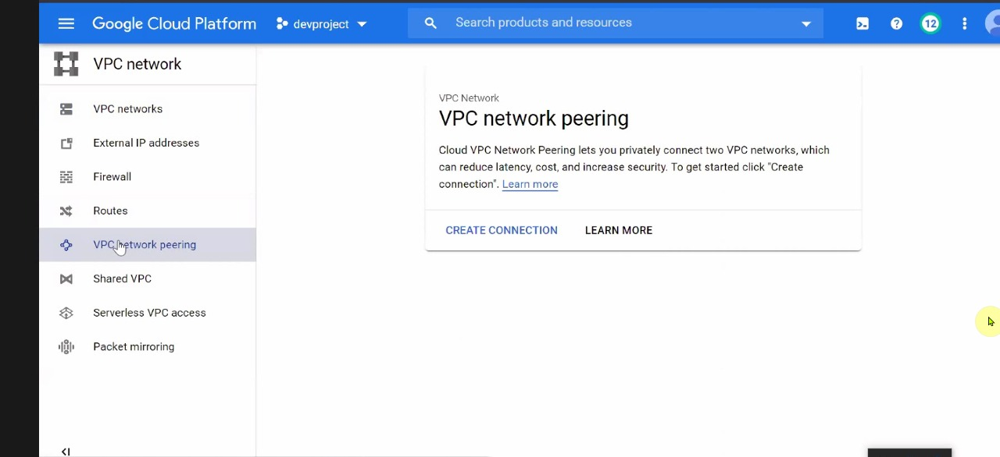 Google Cloud Platform
devproject
Search products and resources
12
VPC network
VPC networks
External IP addresses
Firewall
Routes
VPC network peering
Shared VPC
Serverless VPC access
Packet mirroring
VPC Network
VPC network peering
Cloud VPC Network Peering lets you privately connect two VPC networks, which
can reduce latency, cost, and increase security. To get started click "Create
connection". Learn more
CREATE CONNECTION LEARN MORE